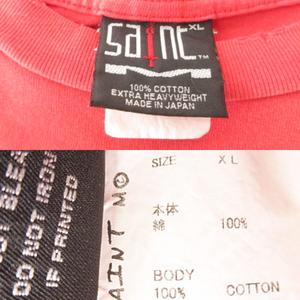 saint XL
TM
100% COTTON
EXTRA HEAVYWEIGHT
MADE IN JAPAN
DO NOT IRON
IF PRINTED
SAINT MO
SIZE XL
本体
綿 100%
BODY
100% COTTON